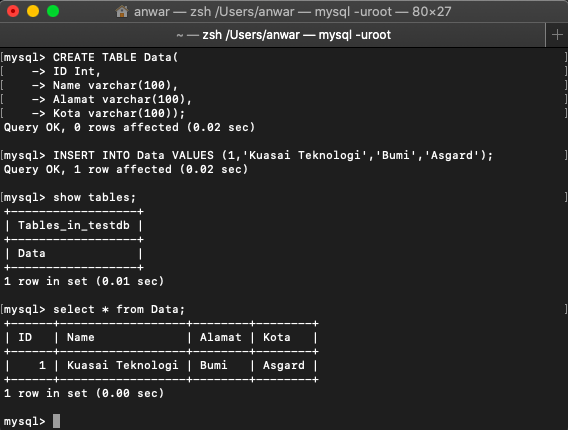 anwar — zsh /Users/anwar — mysql -uroot — 80×27
~ — zsh /Users/anwar — mysql -uroot
+
[mysql> CREATE TABLE Data( ]
[    -> ID Int, ]
[    -> Name varchar(100), ]
[    -> Alamat varchar(100), ]
[    -> Kota varchar(100)); ]
Query OK, 0 rows affected (0.02 sec)
[mysql> INSERT INTO Data VALUES (1,'Kuasai Teknologi','Bumi','Asgard'); ]
Query OK, 1 row affected (0.02 sec)
[mysql> show tables; ]
+------------------+
| Tables_in_testdb |
+------------------+
| Data             |
+------------------+
1 row in set (0.01 sec)
[mysql> select * from Data; ]
+------+------------------+--------+--------+
| ID   | Name             | Alamat | Kota   |
+------+------------------+--------+--------+
|    1 | Kuasai Teknologi | Bumi   | Asgard |
+------+------------------+--------+--------+
1 row in set (0.00 sec)
mysql>